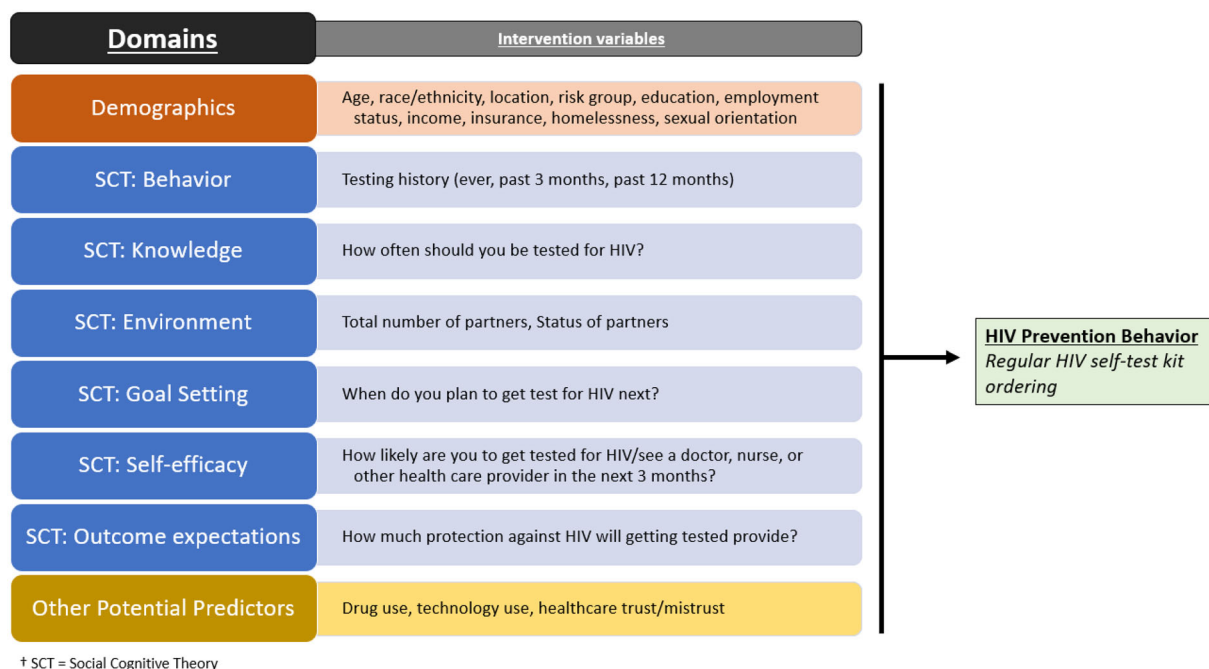 Domains
Intervention variables
Demographics
Age, race/ethnicity, location, risk group, education, employment
status, income, insurance, homelessness, sexual orientation
SCT: Behavior
Testing history (ever, past 3 months, past 12 months)
SCT: Knowledge
How often should you be tested for HIV?
SCT: Environment
Total number of partners, Status of partners
SCT: Goal Setting
When do you plan to get test for HIV next?
SCT: Self-efficacy
How likely are you to get tested for HIV/see a doctor, nurse, or
other health care provider in the next 3 months?
SCT: Outcome expectations
How much protection against HIV will getting tested provide?
Other Potential Predictors
Drug use, technology use, healthcare trust/mistrust
HIV Prevention Behavior
Regular HIV self-test kit
ordering
† SCT = Social Cognitive Theory